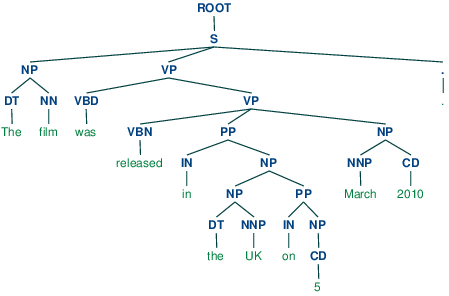 ROOT
S
NP VP .
DT NN VBD VP .
The film was VBN PP NP
released IN NP NNP CD
in NP PP March 2010
DT NNP IN NP
the UK on CD
5